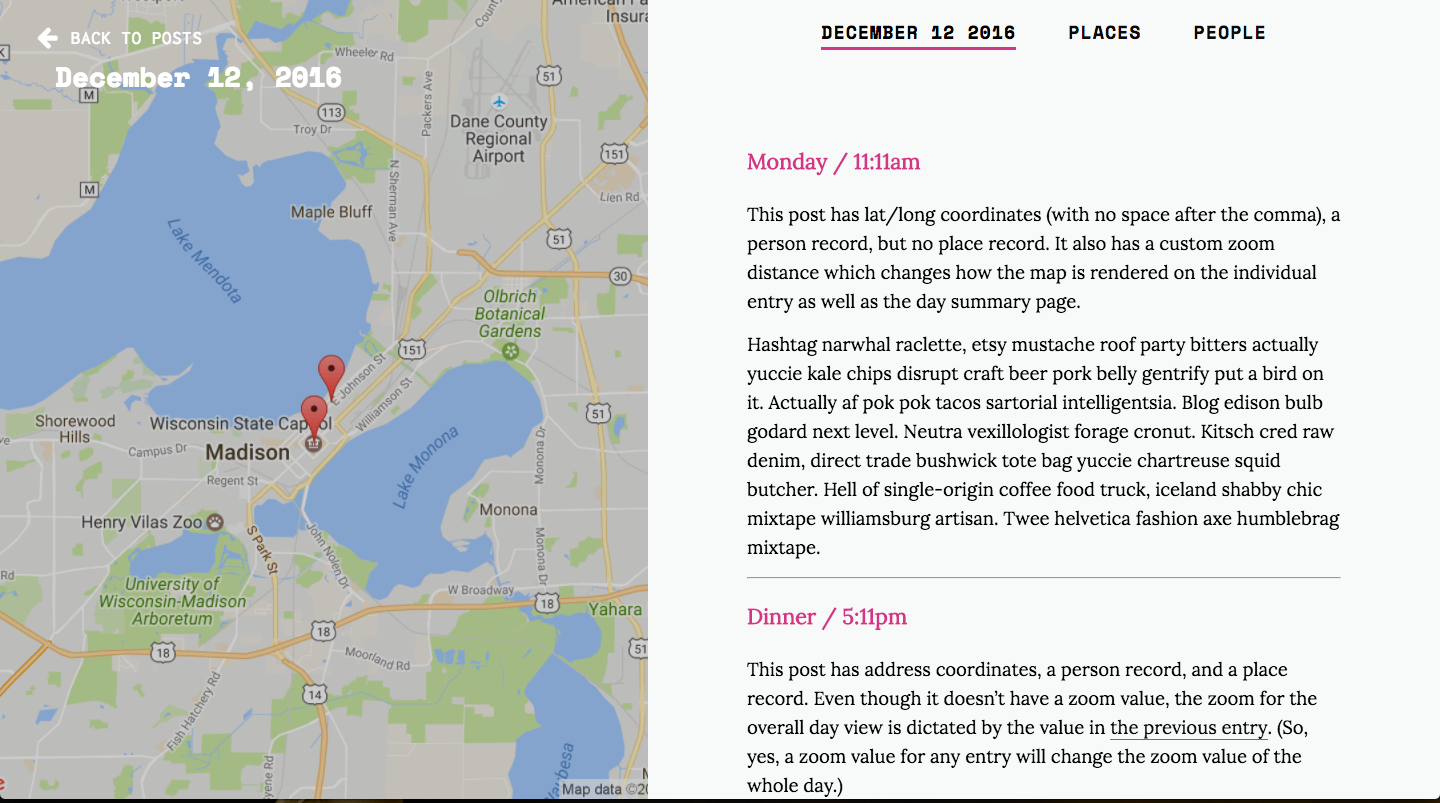 BACK TO POSTS
December 12, 2016
DECEMBER 12 2016 PLACES PEOPLE
Monday / 11:11am
This post has lat/long coordinates (with no space after the comma), a
person record, but no place record. It also has a custom zoom
distance which changes how the map is rendered on the individual
entry as well as the day summary page.
Hashtag narwhal raclette, etsy mustache roof party bitters actually
yuccie kale chips disrupt craft beer pork belly gentrify put a bird on
it. Actually af pok pok tacos sartorial intelligentsia. Blog edison bulb
godard next level. Neutra vexillologist forage cronut. Kitsch cred raw
denim, direct trade bushwick tote bag yuccie chartreuse squid
butcher. Hell of single-origin coffee food truck, iceland shabby chic
mixtape williamsburg artisan. Twee helvetica fashion axe humblebrag
mixtape.
Dinner / 5:11pm
This post has address coordinates, a person record, and a place
record. Even though it doesn't have a zoom value, the zoom for the
overall day view is dictated by the value in the previous entry. (So,
yes, a zoom value for any entry will change the zoom value of the
whole day.)
County
Wheeler Rd
51
M
113
Troy Dr
Packers Ave
Dane County
Regional
Airport
151
M
N Sherman Ave
Lien Rd
Maple Bluff
Lake Mendota
51
30
Olbrich
Botanical
Gardens
151
E Johnson St
Williamson St
Shorewood
Hills
Wisconsin State Capitol
51
Campus Dr
Madison
Lake Monona
Monona Dr
Regent St
Henry Vilas Zoo
Monona
S Park St
John Nolen Dr
Monona Dr
Rd
University of
Wisconsin-Madison
Arboretum
W Broadway
18
Yahara
18
18
51
Moorland Rd
14
Fish Hatchery Rd
Map data ©20